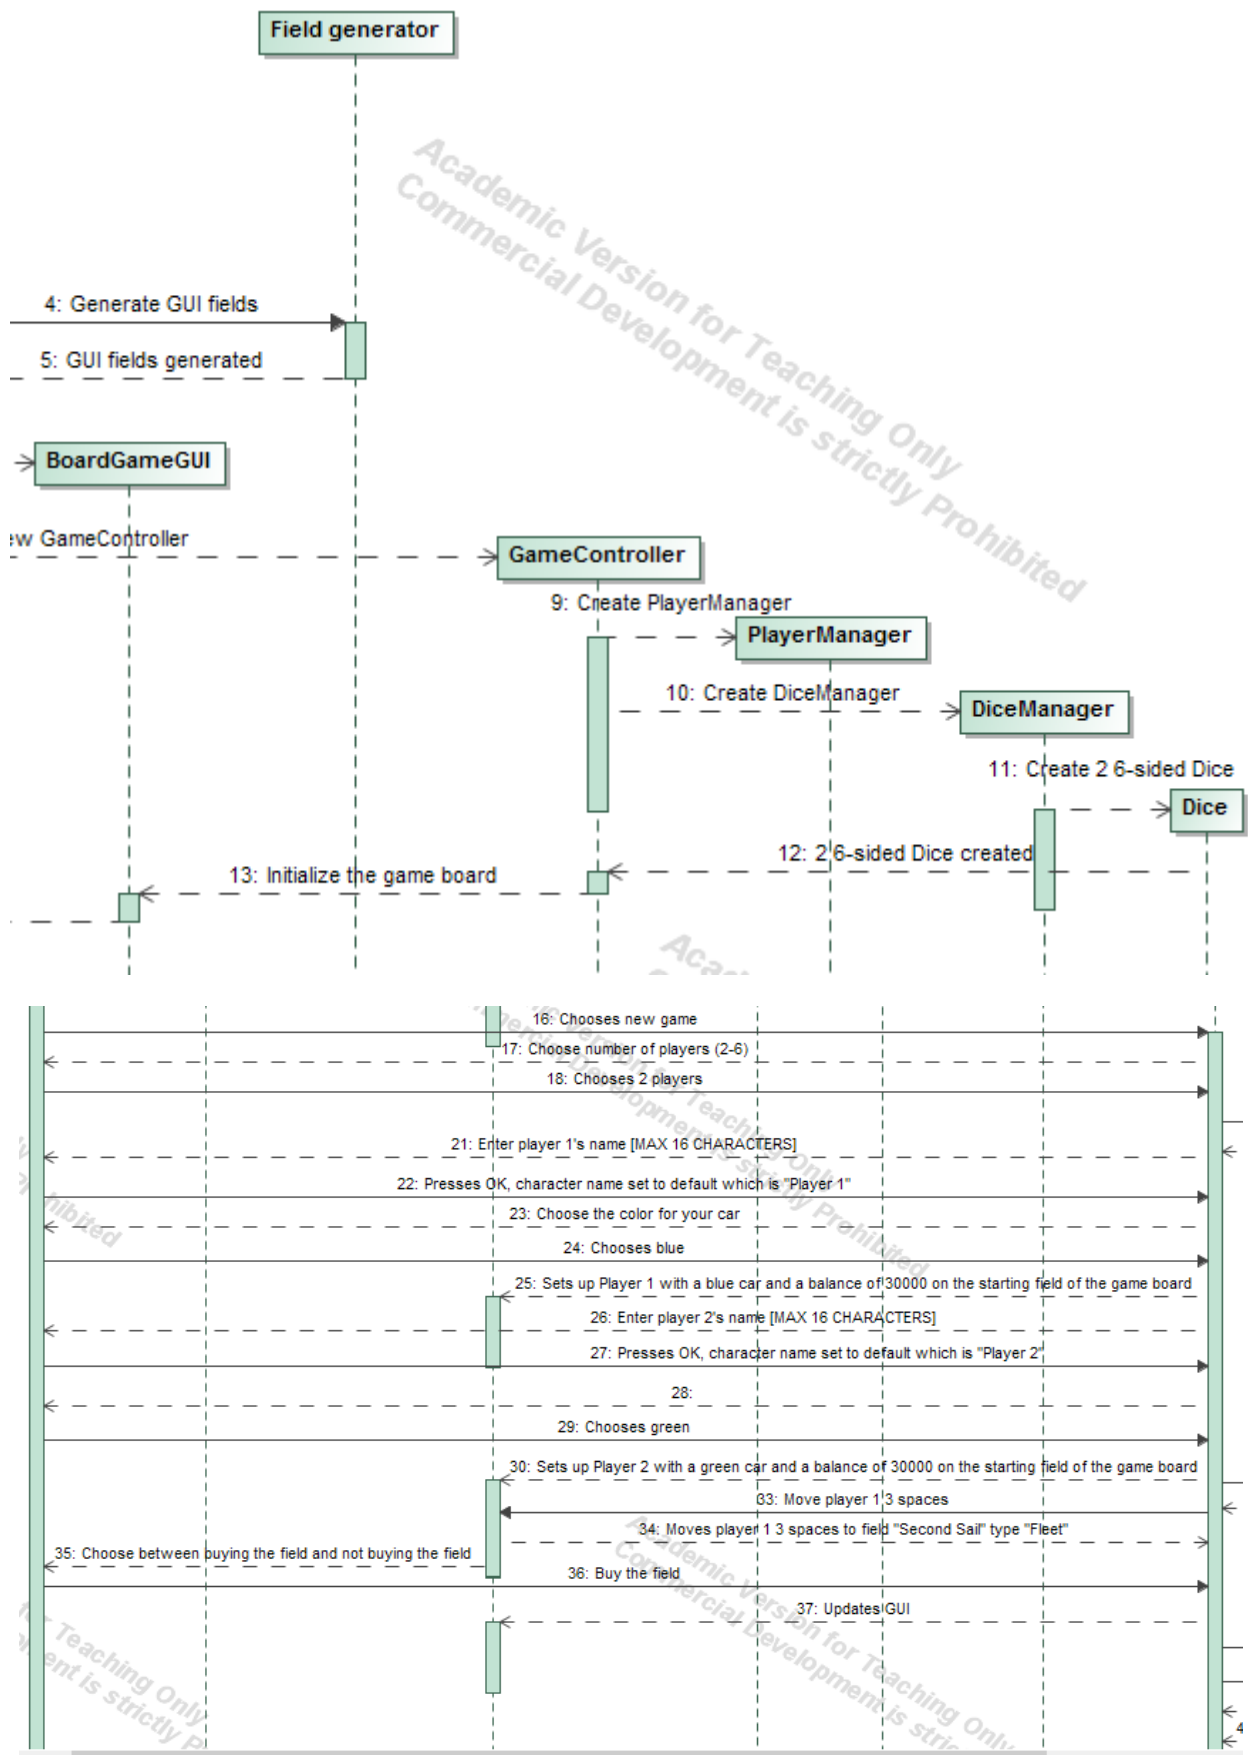 Field generator
Academic Version for Teaching Only
Commercial Development is strictly Prohibited
4: Generate GUI fields
5: GUI fields generated
BoardGameGUI
ew GameController
GameController
9: Create PlayerManager
PlayerManager
10: Create DiceManager
DiceManager
11: Create 2 6-sided Dice
Dice
12: 2 6-sided Dice created
13: Initialize the game board
16: Chooses new game
17: Choose number of players (2-6)
18: Chooses 2 players
21: Enter player 1's name [MAX 16 CHARACTERS]
22: Presses OK, character name set to default which is "Player 1"
23: Choose the color for your car
24: Chooses blue
25: Sets up Player 1 with a blue car and a balance of 30000 on the starting field of the game board
26: Enter player 2's name [MAX 16 CHARACTERS]
27: Presses OK, character name set to default which is "Player 2"
28:
29: Chooses green
30: Sets up Player 2 with a green car and a balance of 30000 on the starting field of the game board
33: Move player 1 3 spaces
34: Moves player 1 3 spaces to field "Second Sail" type "Fleet"
35: Choose between buying the field and not buying the field
36: Buy the field
37: Updates GUI
4